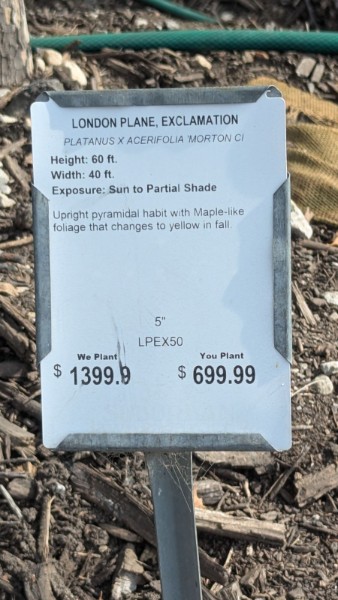 LONDON PLANE, EXCLAMATION
PLATANUS X ACERIFOLIA 'MORTON CI
Height: 60 ft.
Width: 40 ft.
Exposure: Sun to Partial Shade
Upright pyramidal habit with Maple-like
foliage that changes to yellow in fall.
5"
LPEX50
We Plant You Plant
$ 1399.9 $ 699.99